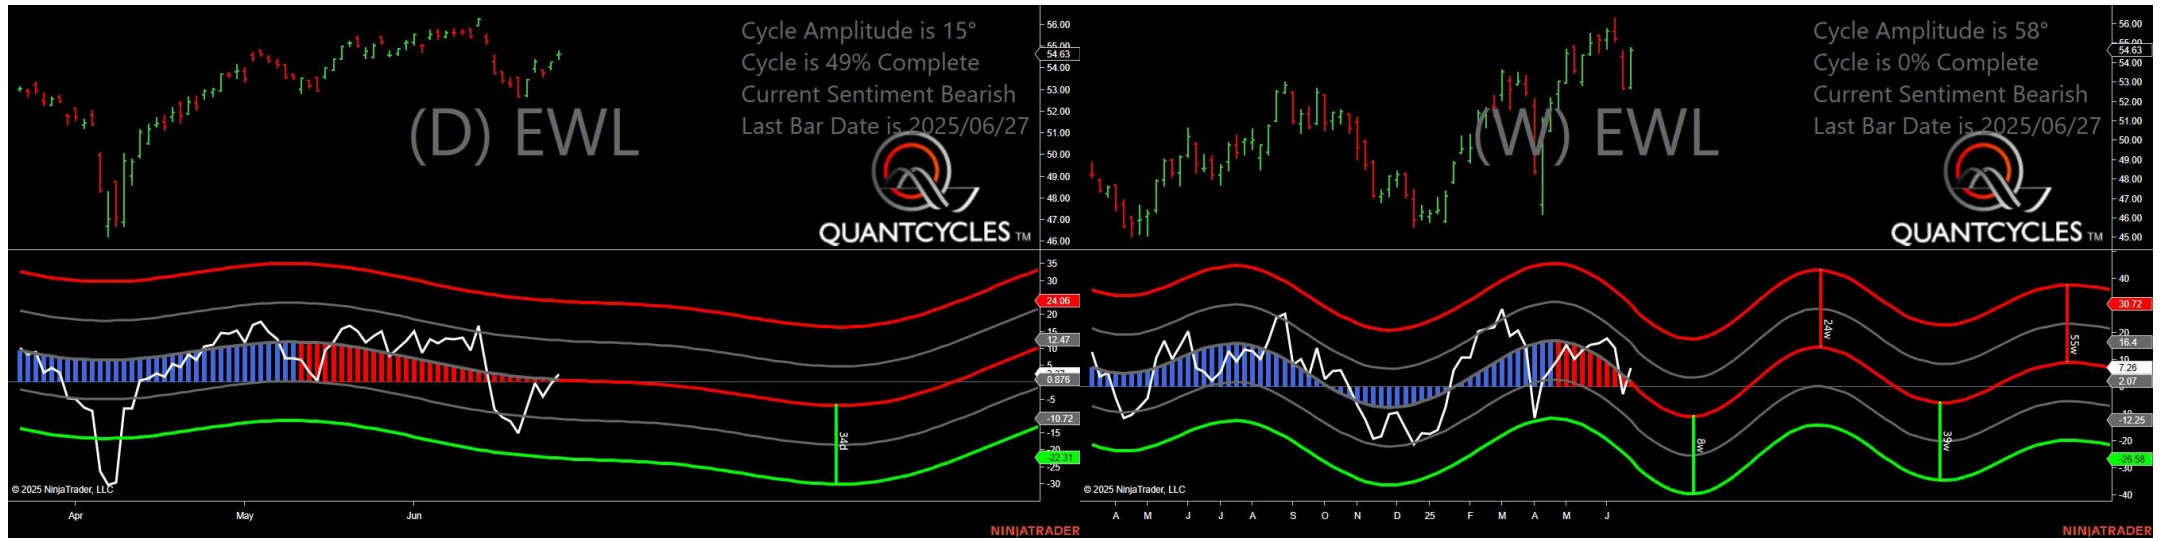 Cycle Amplitude is 15°
Cycle is 49% Complete
Current Sentiment Bearish
Last Bar Date is 2025/06/27
(D) EWL
QUANTCYCLES TM
56.00
55.00
54.63
54.00
53.00
52.00
51.00
50.00
49.00
48.00
47.00
46.00
35
30
24.06
20
15
12.47
10
5
0.876
-5
-10.72
-15
-20
-22.31
-25
-30
34d
© 2025 NinjaTrader, LLC
Apr May Jun
NINJATRADER
Cycle Amplitude is 58°
Cycle is 0% Complete
Current Sentiment Bearish
Last Bar Date is 2025/06/27
(W) EWL
QUANTCYCLES TM
56.00
54.63
54.00
53.00
52.00
51.00
50.00
49.00
48.00
47.00
46.00
45.00
40
30.72
20
16.4
10
7.26
2.07
-12.25
-20
-26.58
-30
-40
8w
24w
39w
55w
© 2025 NinjaTrader, LLC
A M J J A S O N D 25 F M A M J
NINJATRADER